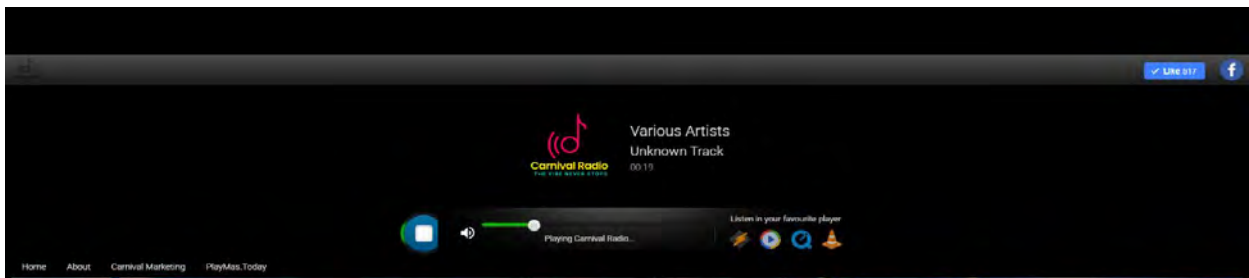 Like 917
Various Artists
Unknown Track
00:19
Carnival Radio
THE VIBE NEVER STOPS
Listen in your favourite player
Playing Carnival Radio...
Home About Carnival Marketing PlayMas.Today